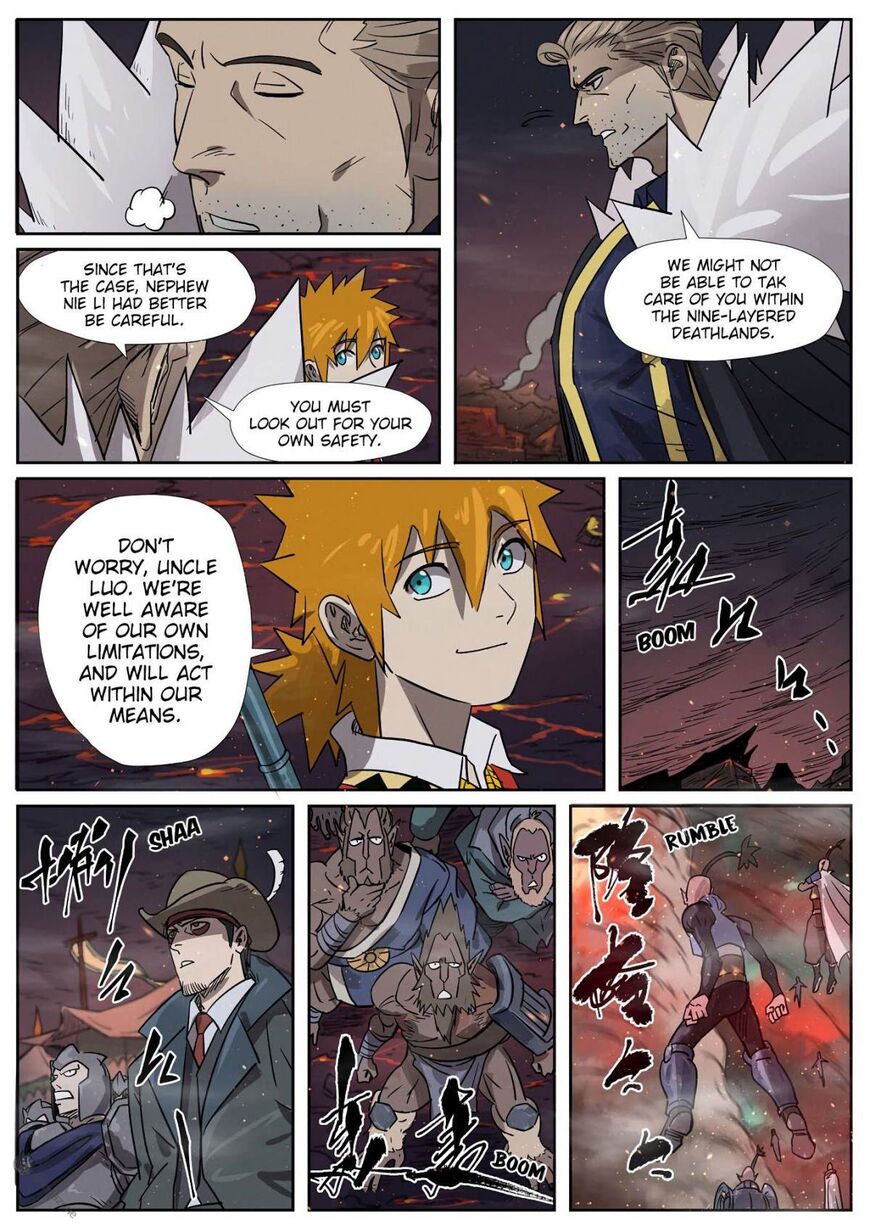 SINCE THAT'S
THE CASE, NEPHEW
NIE LI HAD BETTER
BE CAREFUL.
YOU MUST
LOOK OUT FOR YOUR
OWN SAFETY.
WE MIGHT NOT
BE ABLE TO TAK
CARE OF YOU WITHIN
THE NINE-LAYERED
DEATHLANDS.
DON'T
WORRY, UNCLE
LUO. WE'RE
WELL AWARE
OF OUR OWN
LIMITATIONS,
AND WILL ACT
WITHIN OUR
MEANS.
BOOM
SHAA
BOOM
RUMBLE